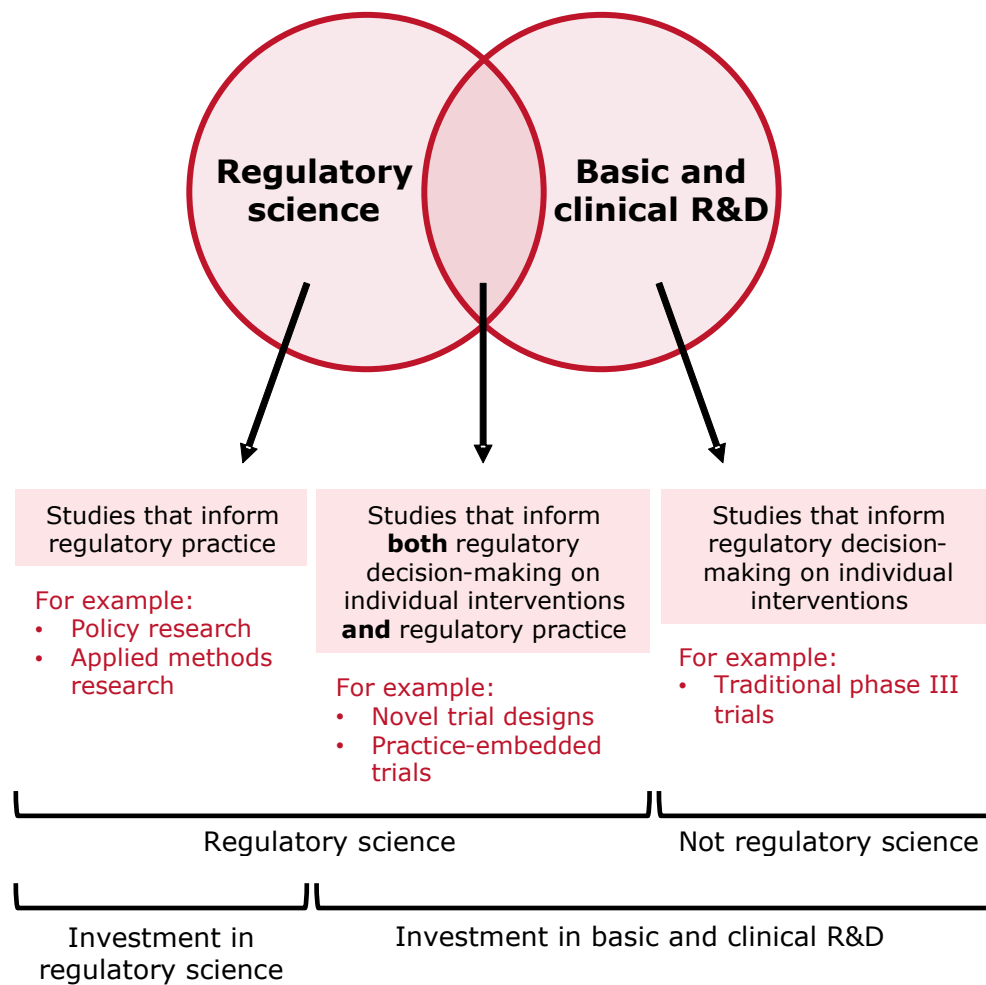 Regulatory
science
Basic and
clinical R&D
Studies that inform
regulatory practice
For example:
• Policy research
• Applied methods
research
Studies that inform
both regulatory
decision-making on
individual interventions
and regulatory practice
For example:
• Novel trial designs
• Practice-embedded
trials
Studies that inform
regulatory decision-
making on individual
interventions
For example:
• Traditional phase III
trials
Regulatory science
Not regulatory science
Investment in
regulatory science
Investment in basic and clinical R&D